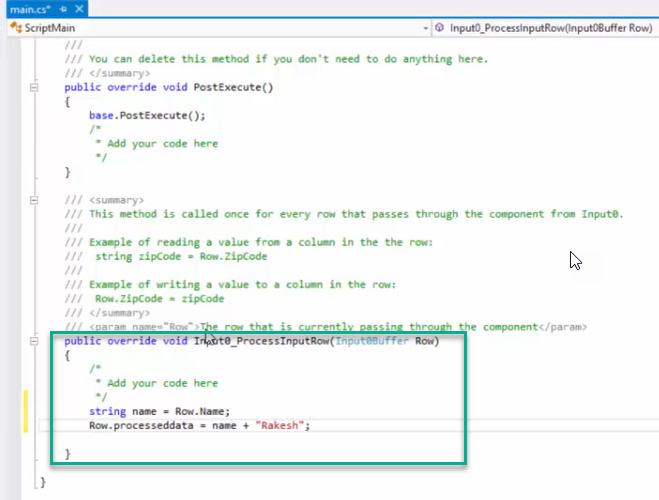 main.cs*
ScriptMain Input0_ProcessInputRow(Input0Buffer Row)
///
/// You can delete this method if you don't need to do anything here.
/// </summary>
public override void PostExecute()
{
base.PostExecute();
/*
* Add your code here
*/
}
/// <summary>
/// This method is called once for every row that passes through the component from Input0.
///
/// Example of reading a value from a column in the the row:
/// string zipCode = Row.ZipCode
///
/// Example of writing a value to a column in the row:
/// Row.ZipCode = zipCode
/// </summary>
/// <param name="Row">The row that is currently passing through the component</param>
public override void Input0_ProcessInputRow(Input0Buffer Row)
{
/*
* Add your code here
*/
string name = Row.Name;
Row.processeddata = name + "Rakesh";
}
}